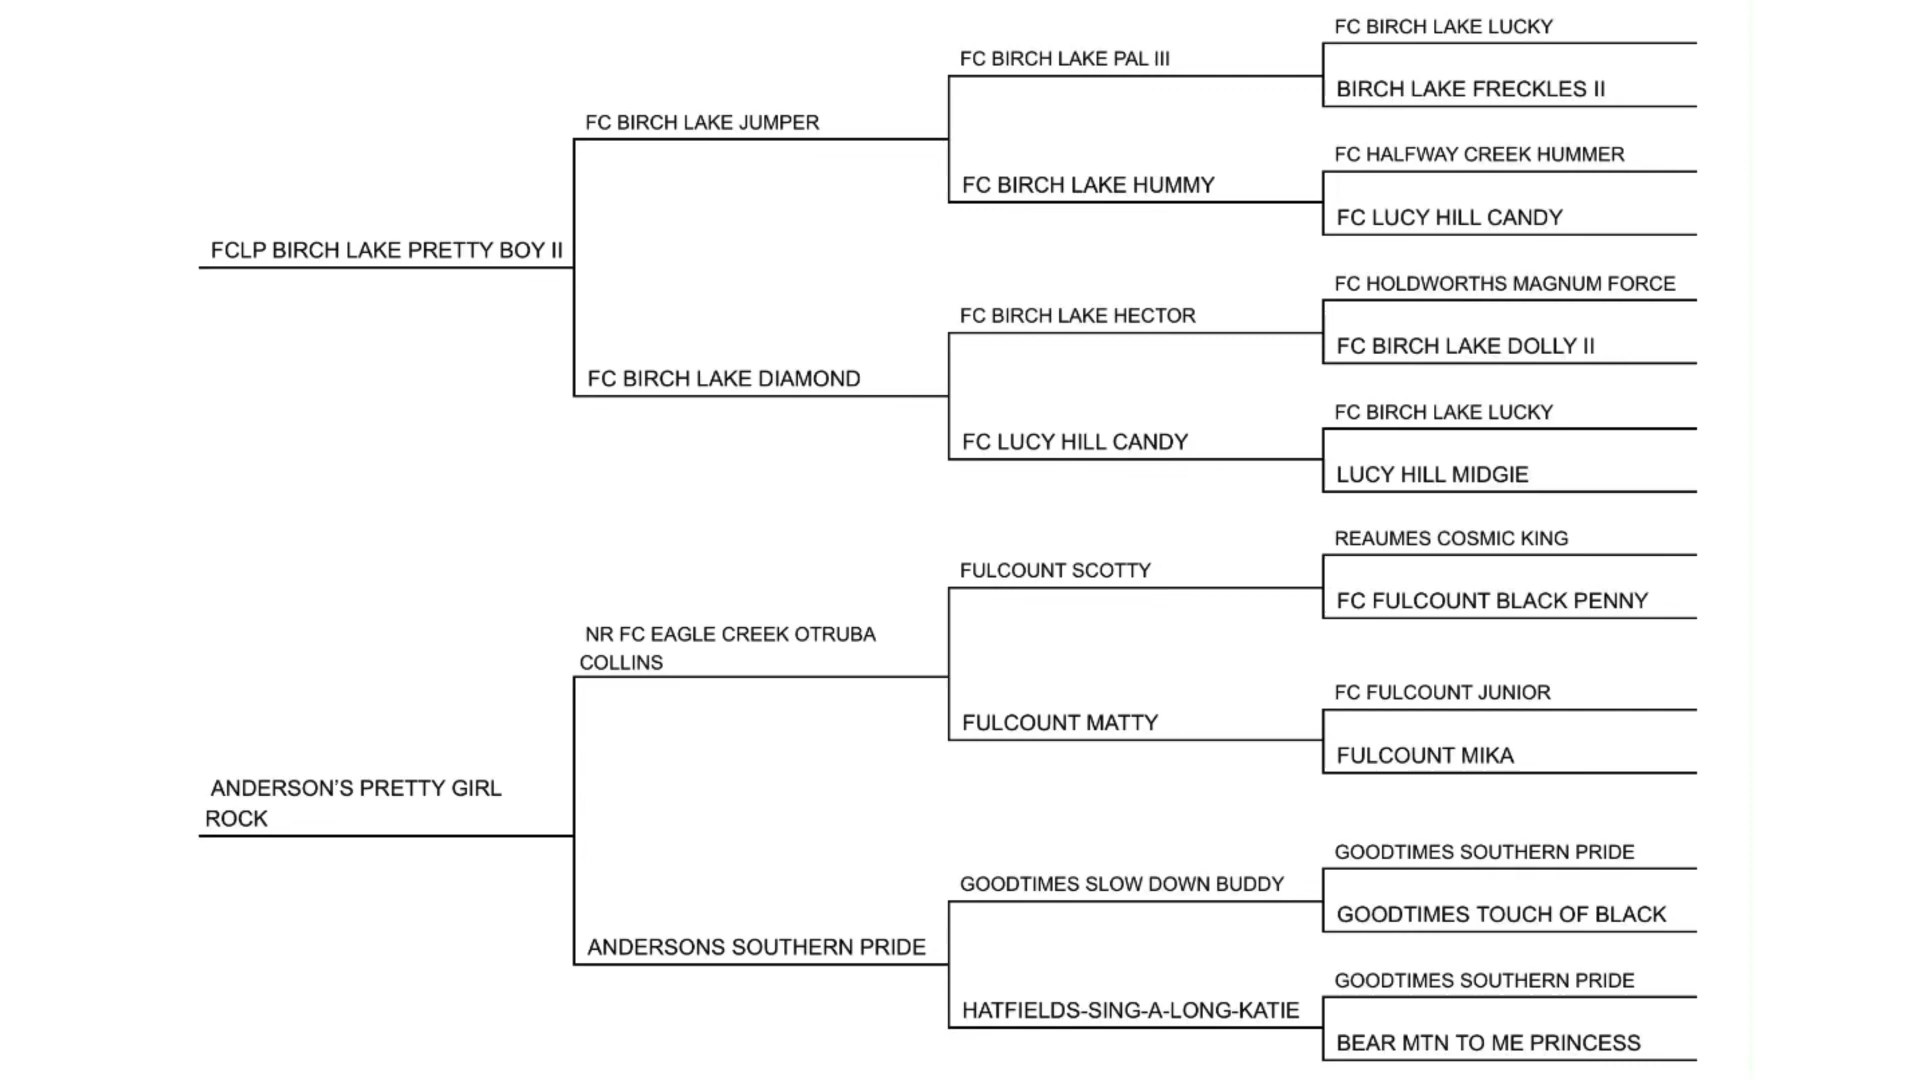 FC BIRCH LAKE LUCKY
FC BIRCH LAKE PAL III
BIRCH LAKE FRECKLES II
FC BIRCH LAKE JUMPER
FC HALFWAY CREEK HUMMER
FC BIRCH LAKE HUMMY
FC LUCY HILL CANDY
FCLP BIRCH LAKE PRETTY BOY II
FC HOLDWORTHS MAGNUM FORCE
FC BIRCH LAKE HECTOR
FC BIRCH LAKE DOLLY II
FC BIRCH LAKE DIAMOND
FC BIRCH LAKE LUCKY
FC LUCY HILL CANDY
LUCY HILL MIDGIE
REAUMES COSMIC KING
FULCOUNT SCOTTY
FC FULCOUNT BLACK PENNY
NR FC EAGLE CREEK OTRUBA
COLLINS
FC FULCOUNT JUNIOR
FULCOUNT MATTY
FULCOUNT MIKA
ANDERSON’S PRETTY GIRL
ROCK
GOODTIMES SOUTHERN PRIDE
GOODTIMES SLOW DOWN BUDDY
GOODTIMES TOUCH OF BLACK
ANDERSONS SOUTHERN PRIDE
GOODTIMES SOUTHERN PRIDE
HATFIELDS-SING-A-LONG-KATIE
BEAR MTN TO ME PRINCESS